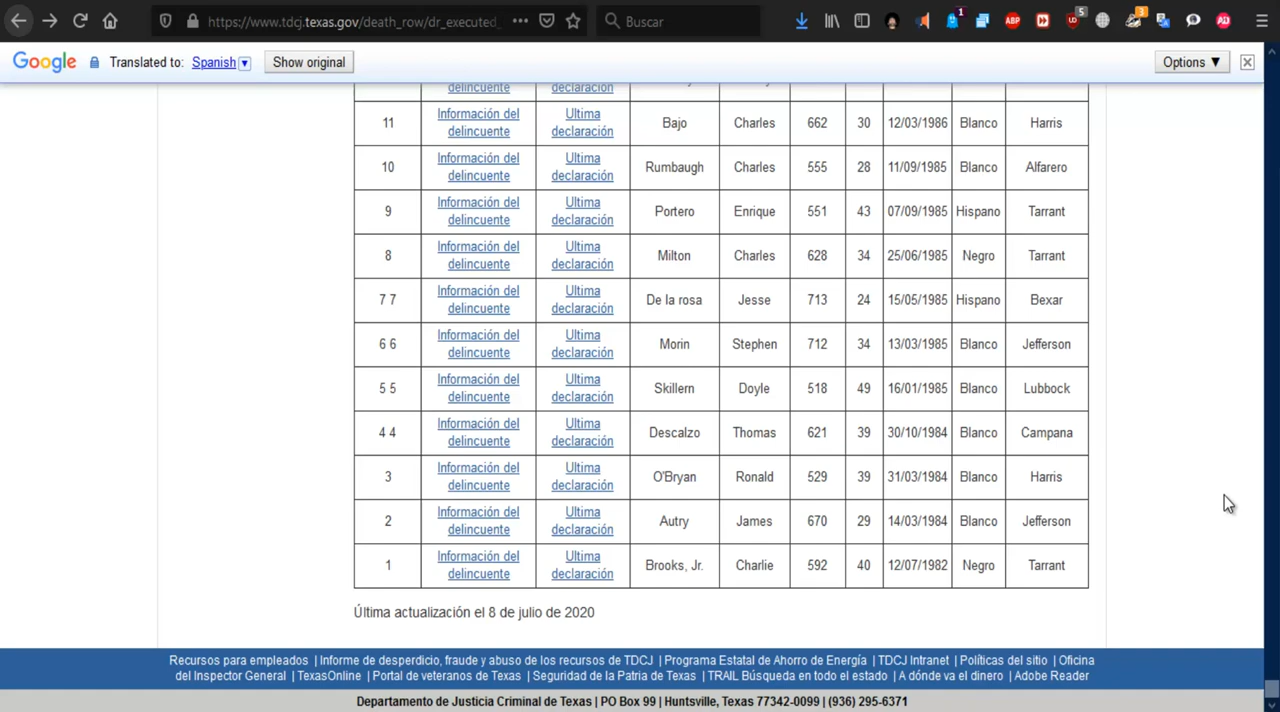 https://www.tdcj.texas.gov/death_row/dr_executed_ ••• Buscar 1 ABP 5 3 AD
Google Translated to: Spanish ▼ Show original Options ▼
delincuente declaración
11 Información del delincuente Ultima declaración Bajo Charles 662 30 12/03/1986 Blanco Harris
10 Información del delincuente Ultima declaración Rumbaugh Charles 555 28 11/09/1985 Blanco Alfarero
9 Información del delincuente Ultima declaración Portero Enrique 551 43 07/09/1985 Hispano Tarrant
8 Información del delincuente Ultima declaración Milton Charles 628 34 25/06/1985 Negro Tarrant
7 7 Información del delincuente Ultima declaración De la rosa Jesse 713 24 15/05/1985 Hispano Bexar
6 6 Información del delincuente Ultima declaración Morin Stephen 712 34 13/03/1985 Blanco Jefferson
5 5 Información del delincuente Ultima declaración Skillern Doyle 518 49 16/01/1985 Blanco Lubbock
4 4 Información del delincuente Ultima declaración Descalzo Thomas 621 39 30/10/1984 Blanco Campana
3 Información del delincuente Ultima declaración O'Bryan Ronald 529 39 31/03/1984 Blanco Harris
2 Información del delincuente Ultima declaración Autry James 670 29 14/03/1984 Blanco Jefferson
1 Información del delincuente Ultima declaración Brooks, Jr. Charlie 592 40 12/07/1982 Negro Tarrant
Última actualización el 8 de julio de 2020
Recursos para empleados | Informe de desperdicio, fraude y abuso de los recursos de TDCJ | Programa Estatal de Ahorro de Energía | TDCJ Intranet | Políticas del sitio | Oficina
del Inspector General | TexasOnline | Portal de veteranos de Texas | Seguridad de la Patria de Texas | TRAIL Búsqueda en todo el estado | A dónde va el dinero | Adobe Reader
Departamento de Justicia Criminal de Texas | PO Box 99 | Huntsville, Texas 77342-0099 | (936) 295-6371